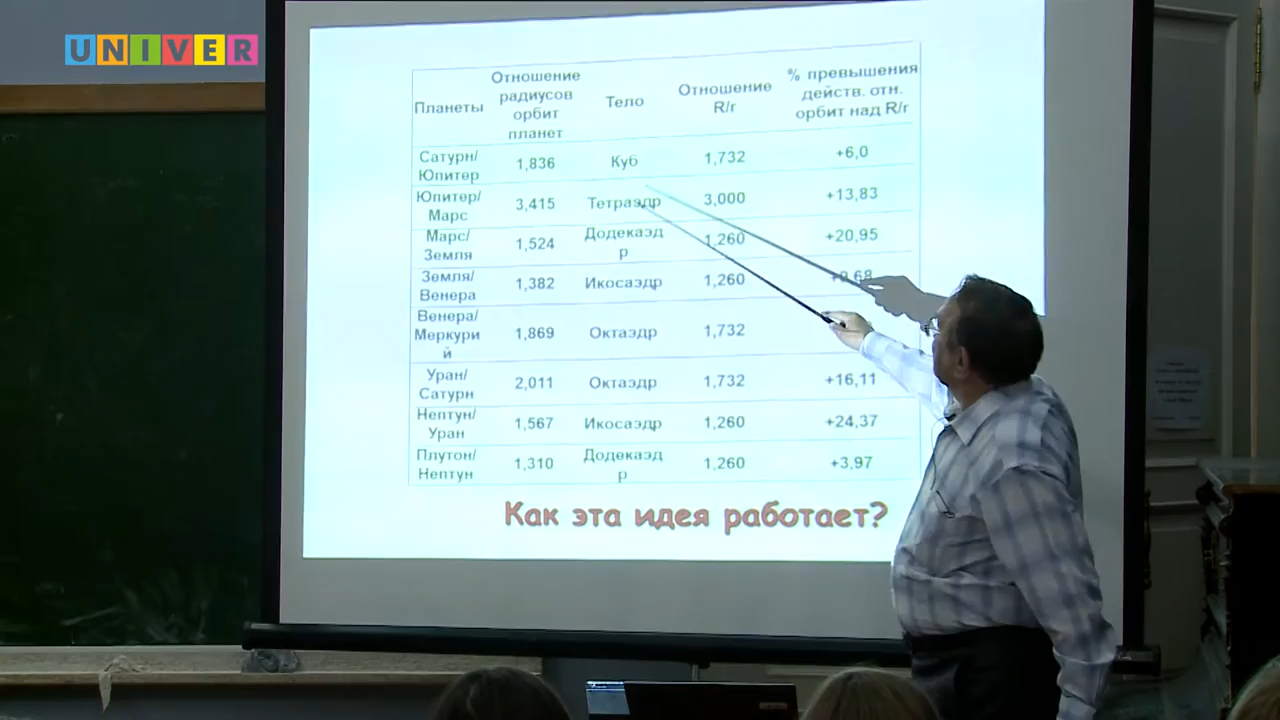 UNIVER
Планеты
Отношение
радиусов
орбит
планет
Тело
Отношение
R/r
% превышения
действ. отн.
орбит над R/r
Сатурн/
Юпитер
1,836
Куб
1,732
+6,0
Юпитер/
Марс
3,415
Тетраэдр
3,000
+13,83
Марс/
Земля
1,524
Додекаэд
р
1,260
+20,95
Земля/
Венера
1,382
Икосаэдр
1,260
+9,68
Венера/
Меркури
й
1,869
Октаэдр
1,732
Уран/
Сатурн
2,011
Октаэдр
1,732
+16,11
Нептун/
Уран
1,567
Икосаэдр
1,260
+24,37
Плутон/
Нептун
1,310
Додекаэд
р
1,260
+3,97
Как эта идея работает?